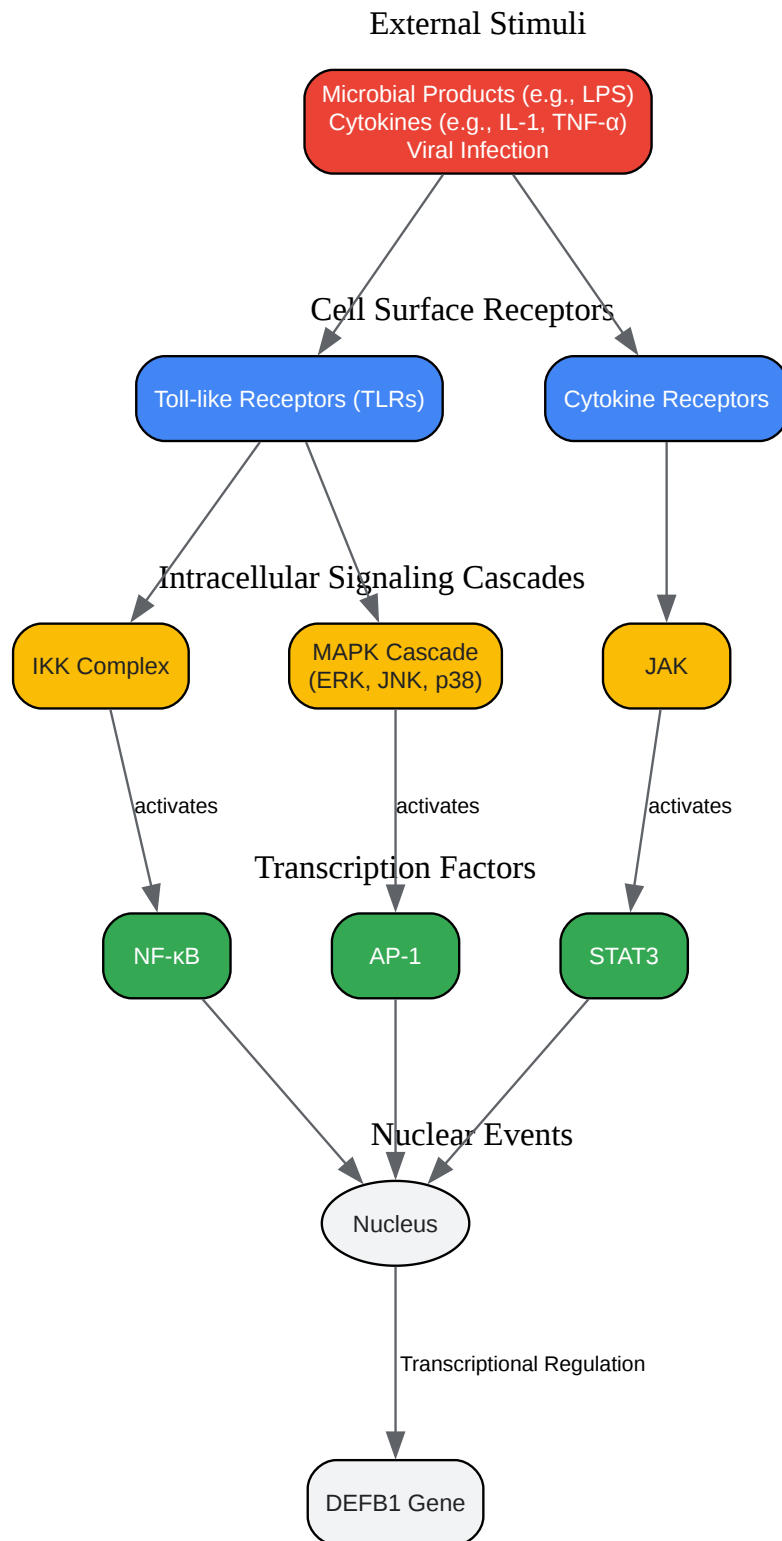 External Stimuli
Microbial Products (e.g., LPS)
Cytokines (e.g., IL-1, TNF-α)
Viral Infection
Cell Surface Receptors
Toll-like Receptors (TLRs)
Cytokine Receptors
Intracellular Signaling Cascades
IKK Complex
MAPK Cascade
(ERK, JNK, p38)
JAK
activates
activates
activates
Transcription Factors
NF-κB
AP-1
STAT3
Nuclear Events
Nucleus
Transcriptional Regulation
DEFB1 Gene